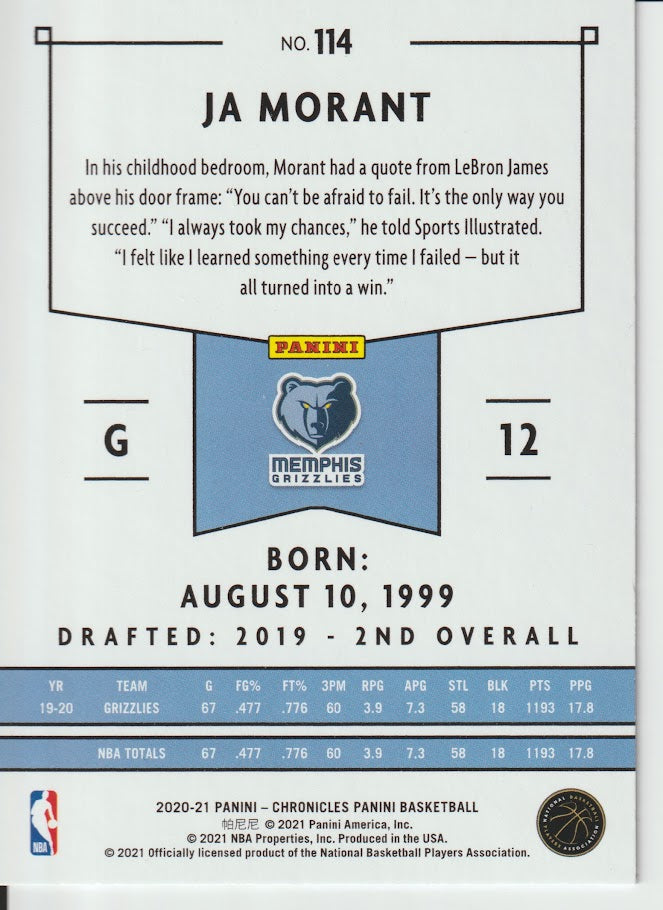 NO. 114
JA MORANT
In his childhood bedroom, Morant had a quote from LeBron James
above his door frame: “You can’t be afraid to fail. It’s the only way you
succeed.” “I always took my chances,” he told Sports Illustrated.
“I felt like I learned something every time I failed – but it
all turned into a win.”
PANINI
MEMPHIS
GRIZZLIES
G
12
BORN:
AUGUST 10, 1999
DRAFTED: 2019 - 2ND OVERALL
YR TEAM G FG% FT% 3PM RPG APG STL BLK PTS PPG
19-20 GRIZZLIES 67 .477 .776 60 3.9 7.3 58 18 1193 17.8
NBA TOTALS 67 .477 .776 60 3.9 7.3 58 18 1193 17.8
2020-21 PANINI – CHRONICLES PANINI BASKETBALL
帕尼尼 © 2021 Panini America, Inc.
© 2021 NBA Properties, Inc. Produced in the USA.
© 2021 Officially licensed product of the National Basketball Players Association.
NBA
NATIONAL BASKETBALL
PLAYERS ASSOCIATION